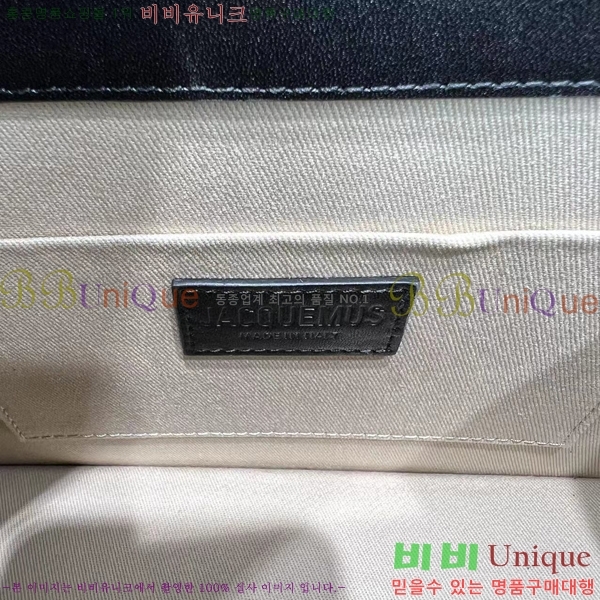 비비유니크
BBUniQue
BBUniQue
동종업계 최고의 품질 NO.1
JACQUEMUS
MADE IN ITALY
비비 Unique
-본 이미지는 비비유니크에서 촬영한 100% 실사 이미지 입니다.-
믿을수 있는 명품구매대행